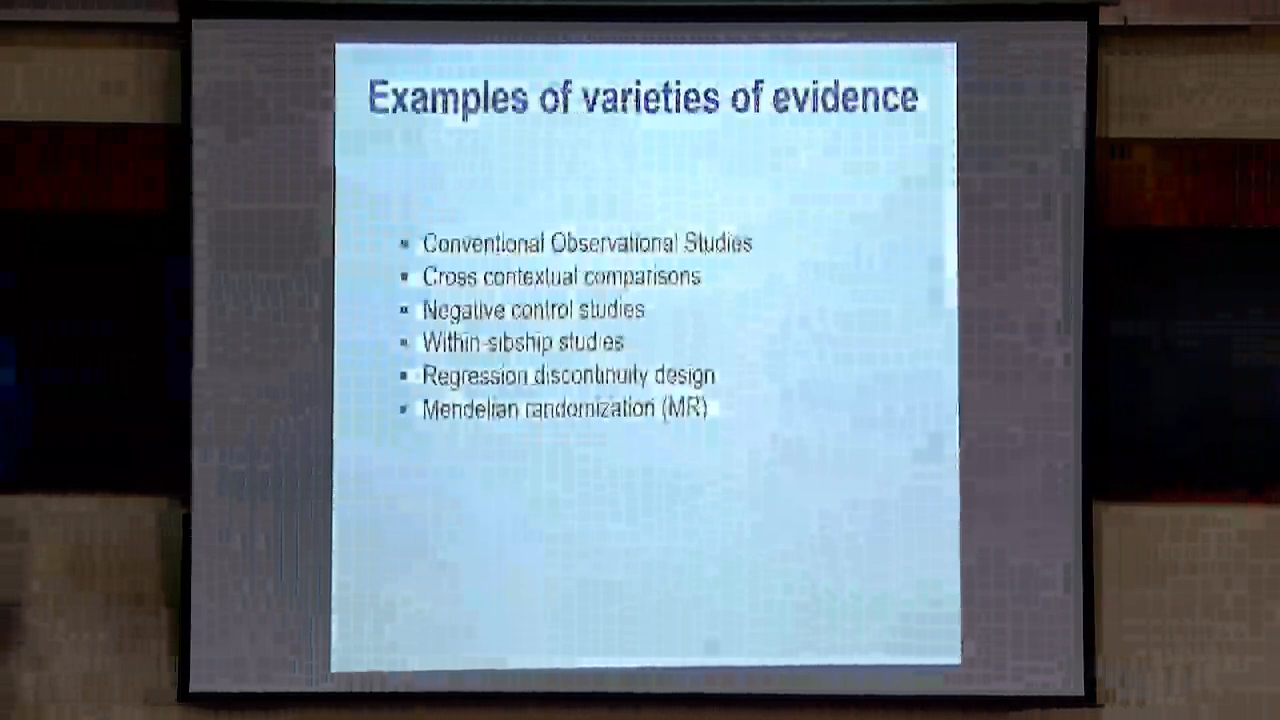 Examples of varieties of evidence
▪ Conventional Observational Studies
▪ Cross contextual comparisons
▪ Negative control studies
▪ Within-sibship studies
▪ Regression discontinuity design
▪ Mendelian randomization (MR)